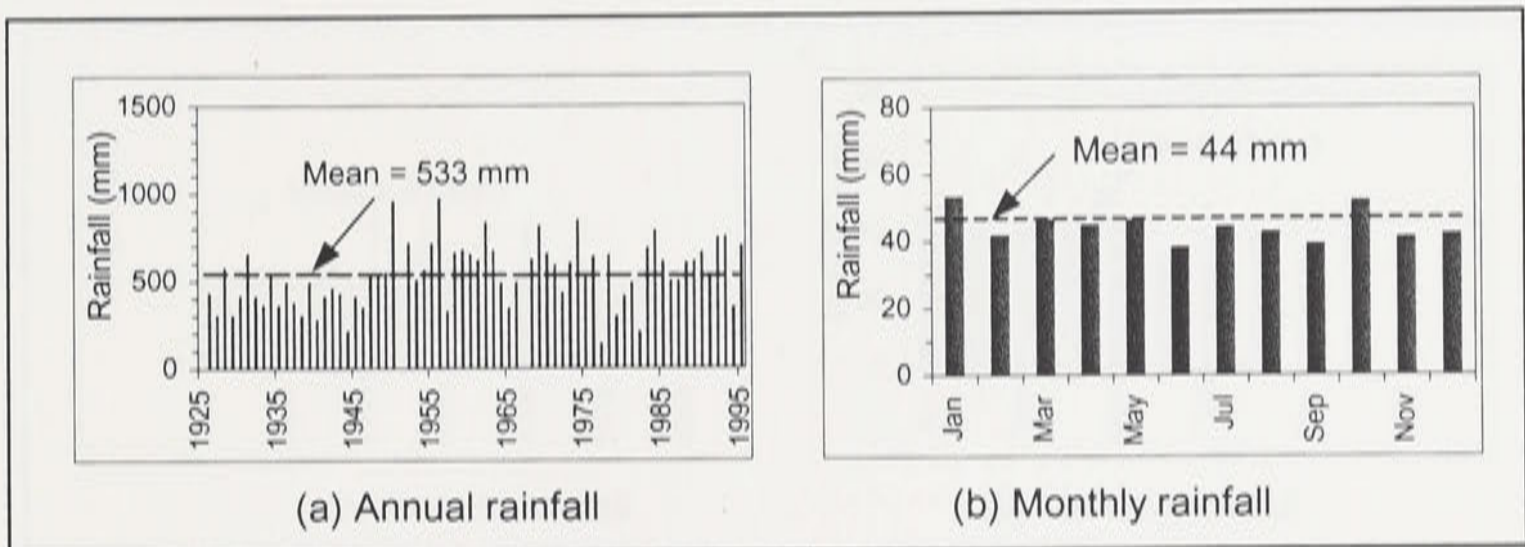 1500
1000
500
0
Rainfall (mm)
Mean = 533 mm
1925
1935
1945
1955
1965
1975
1985
1995
(a) Annual rainfall
80
60
40
20
0
Rainfall (mm)
Mean = 44 mm
Jan
Mar
May
Jul
Sep
Nov
(b) Monthly rainfall